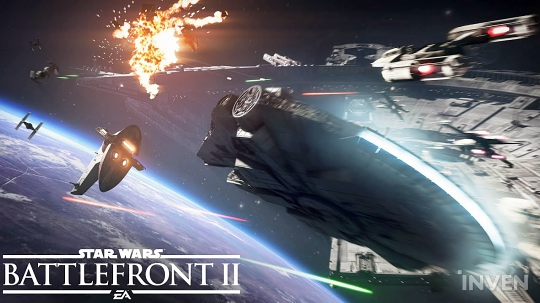 STAR WARS
BATTLEFRONT II
EA
INVEN